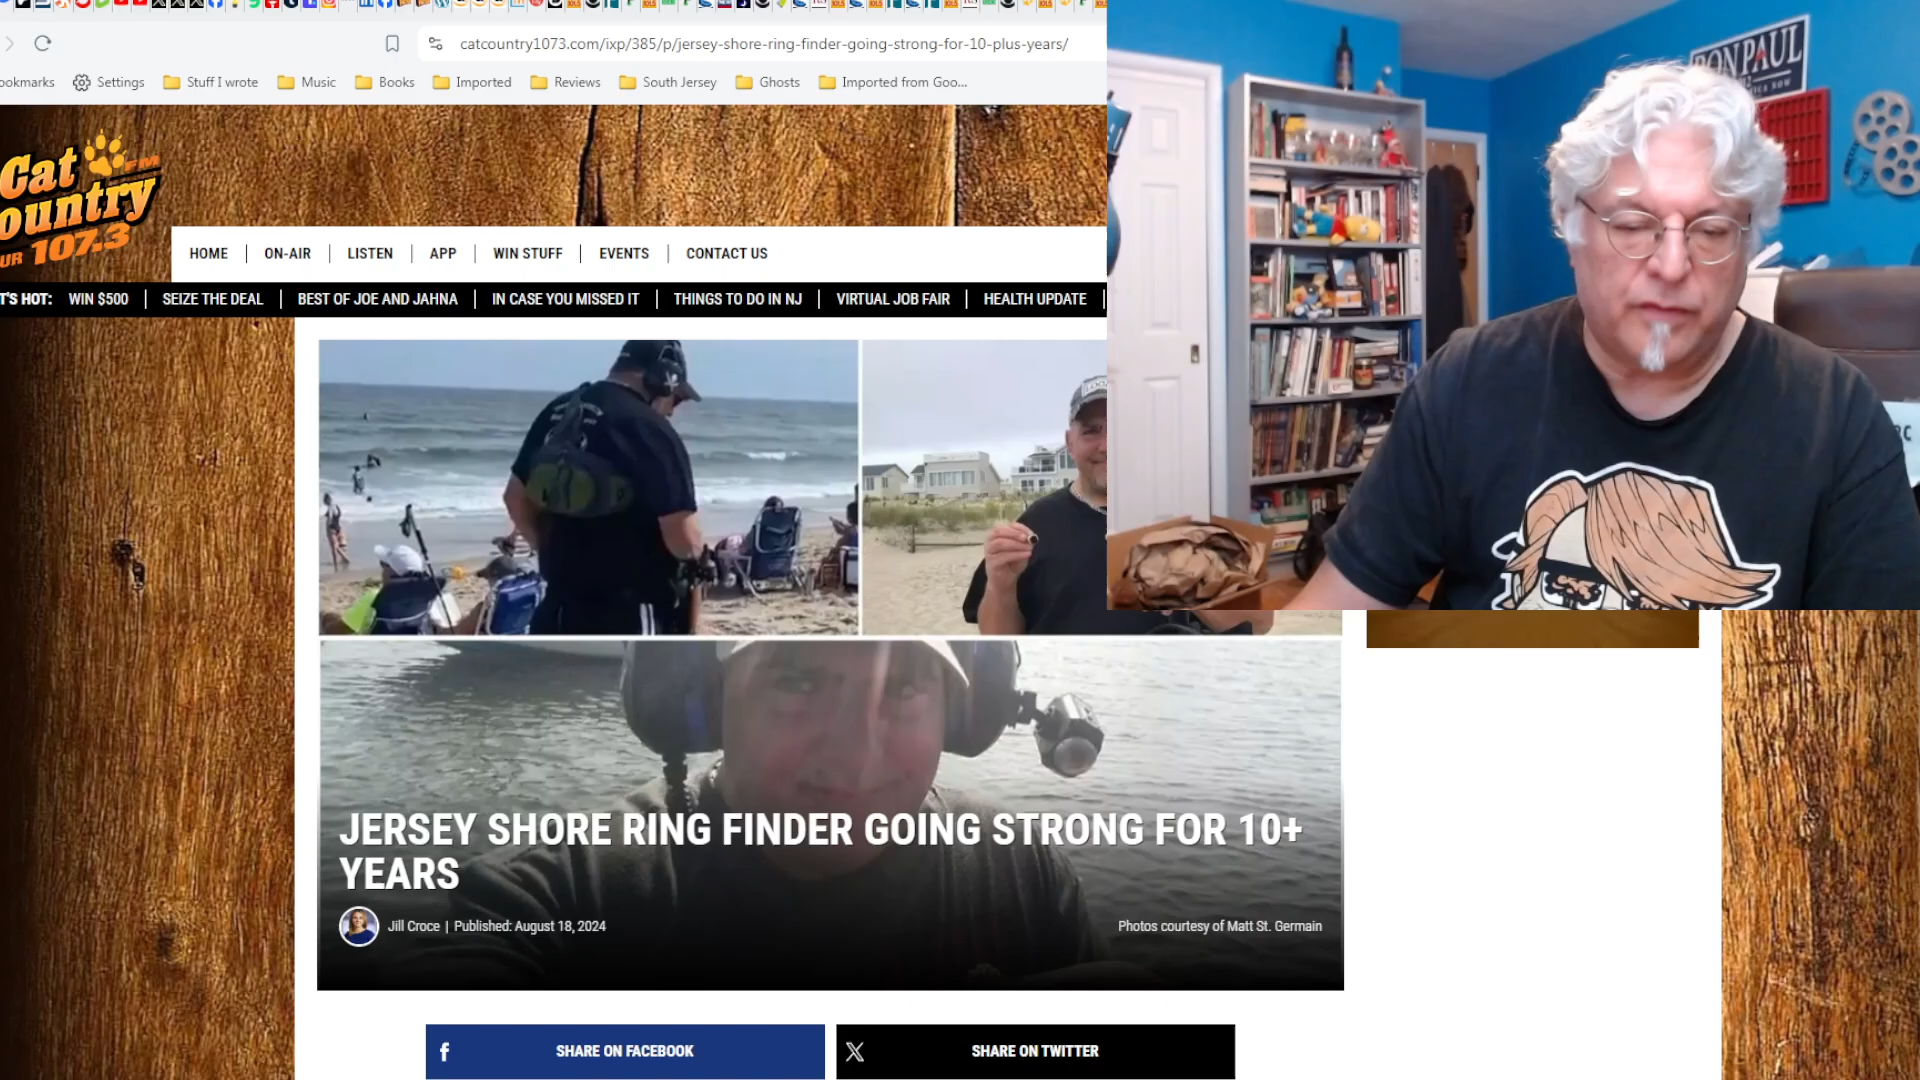 catcountry1073.com/ixp/385/p/jersey-shore-ring-finder-going-strong-for-10-plus-years/
ookmarks Settings Stuff I wrote Music Books Imported Reviews South Jersey Ghosts Imported from Goo...
RON PAUL
Cat FM
ountry
UR 107.3
HOME ON-AIR LISTEN APP WIN STUFF EVENTS CONTACT US
T'S HOT: WIN $500 SEIZE THE DEAL BEST OF JOE AND JAHNA IN CASE YOU MISSED IT THINGS TO DO IN NJ VIRTUAL JOB FAIR HEALTH UPDATE
JERSEY SHORE RING FINDER GOING STRONG FOR 10+
YEARS
Jill Croce | Published: August 18, 2024
Photos courtesy of Matt St. Germain
SHARE ON FACEBOOK
SHARE ON TWITTER